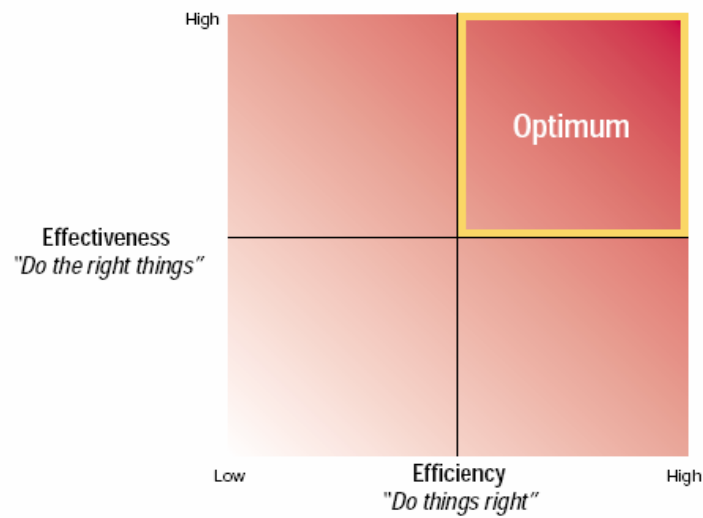 High
Optimum
Effectiveness
"Do the right things"
Low
Efficiency
High
"Do things right"